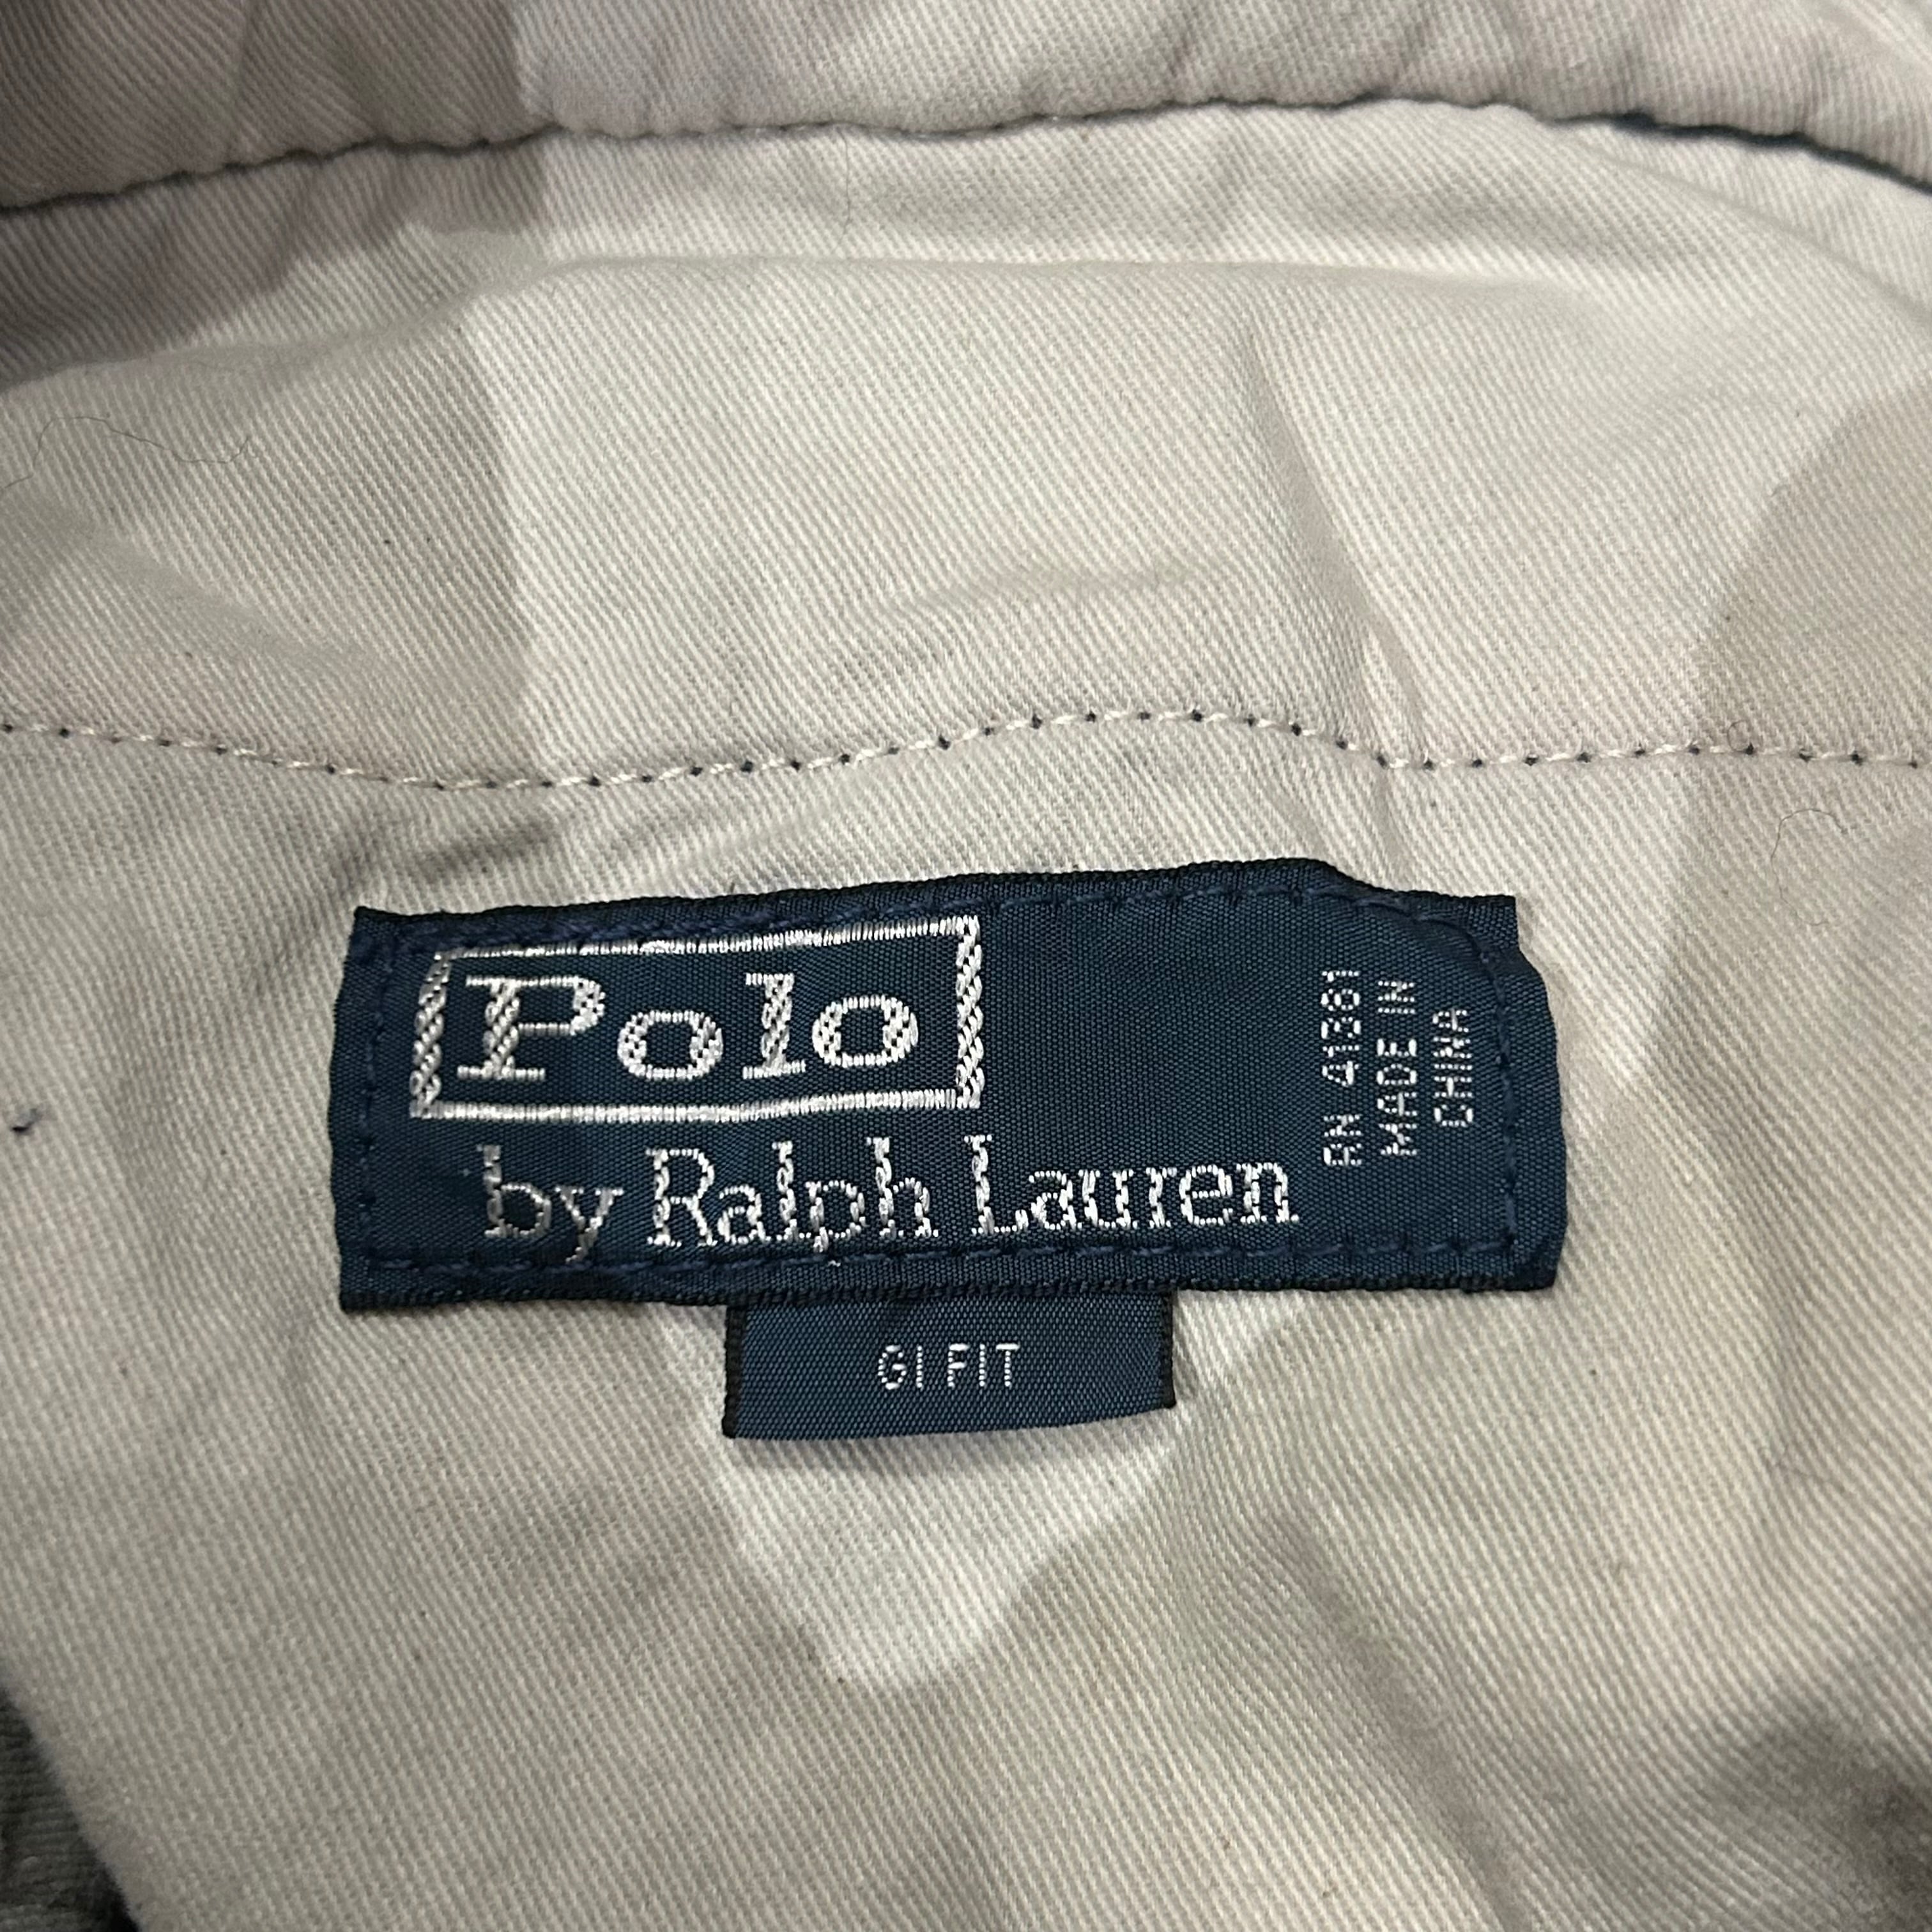 Polo
by Ralph Lauren
RN 41381
MADE IN
CHINA
GI FIT